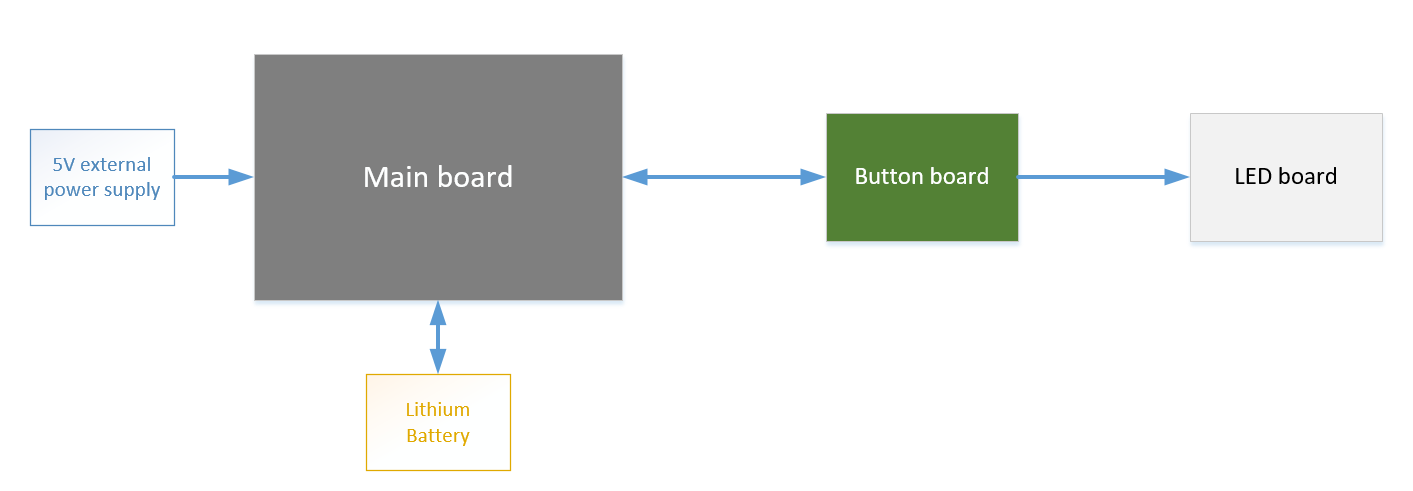 5V external
power supply
Main board
Button board
LED board
Lithium
Battery